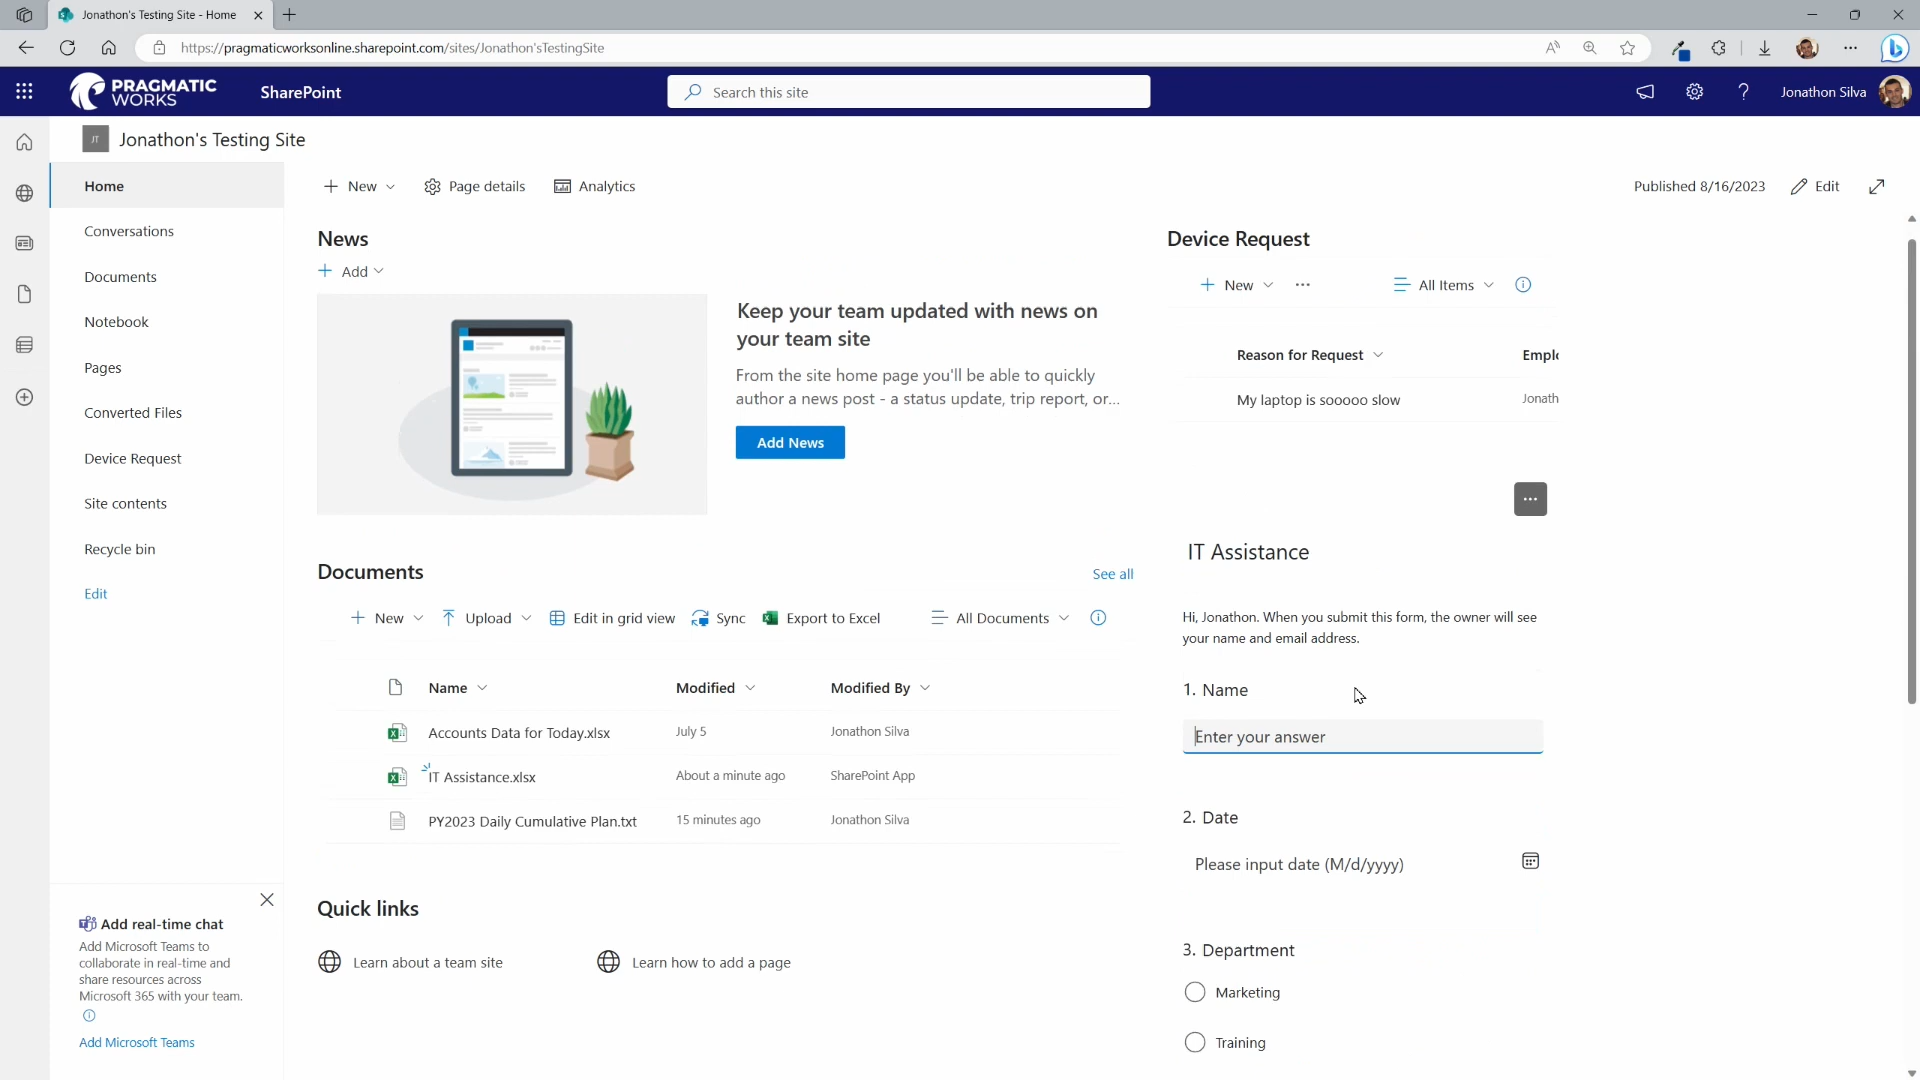 Jonathon's Testing Site - Home
https://pragmaticworksonline.sharepoint.com/sites/Jonathon'sTestingSite
PRAGMATIC
WORKS
SharePoint
Search this site
Jonathon Silva
JT
Jonathon's Testing Site
Home
Conversations
Documents
Notebook
Pages
Converted Files
Device Request
Site contents
Recycle bin
Edit
Add real-time chat
Add Microsoft Teams to
collaborate in real-time and
share resources across
Microsoft 365 with your team.
Add Microsoft Teams
New
Page details
Analytics
Published 8/16/2023
Edit
News
Add
Keep your team updated with news on
your team site
From the site home page you'll be able to quickly
author a news post - a status update, trip report, or...
Add News
Documents
See all
New
Upload
Edit in grid view
Sync
Export to Excel
All Documents
Name
Modified
Modified By
Accounts Data for Today.xlsx
July 5
Jonathon Silva
IT Assistance.xlsx
About a minute ago
SharePoint App
PY2023 Daily Cumulative Plan.txt
15 minutes ago
Jonathon Silva
Quick links
Learn about a team site
Learn how to add a page
Device Request
New
All Items
Reason for Request
Emplo
My laptop is sooooo slow
Jonath
IT Assistance
Hi, Jonathon. When you submit this form, the owner will see
your name and email address.
1. Name
Enter your answer
2. Date
Please input date (M/d/yyyy)
3. Department
Marketing
Training